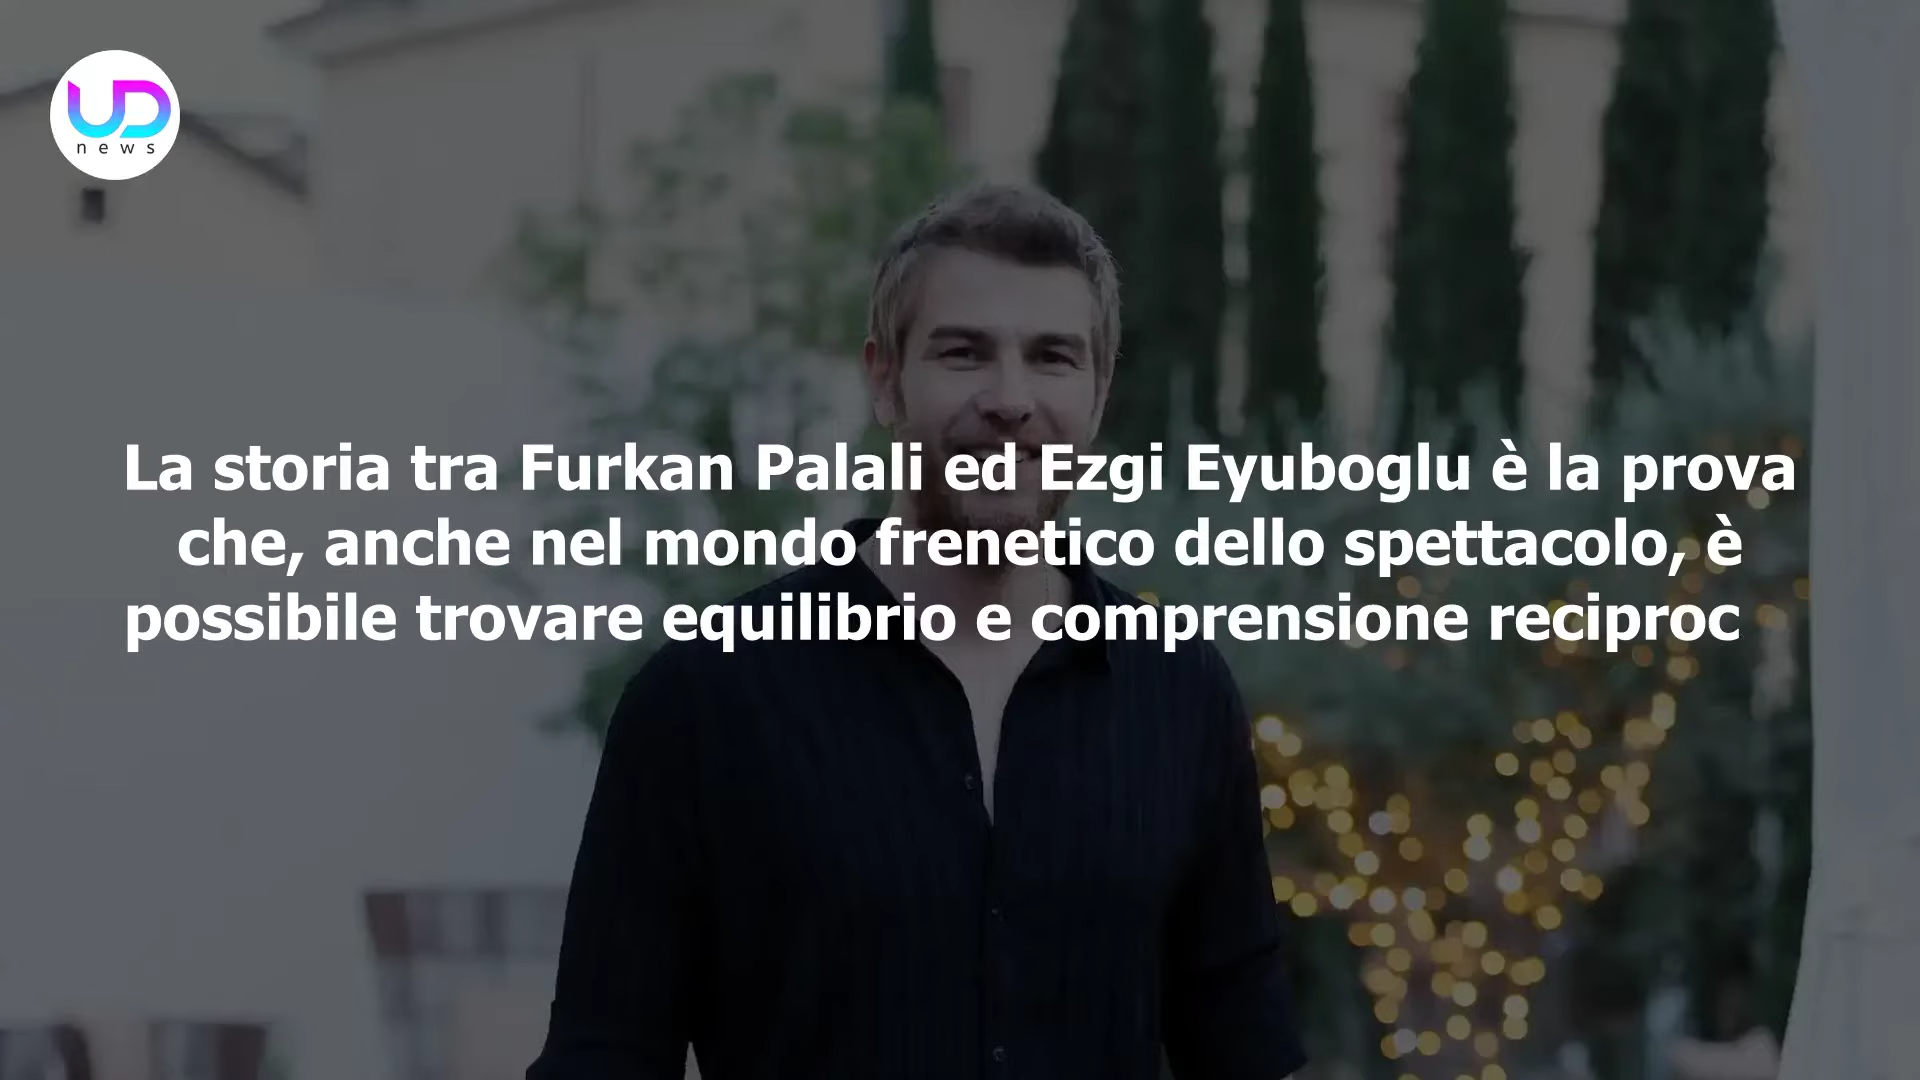 UD
news
La storia tra Furkan Palali ed Ezgi Eyuboglu è la prova
che, anche nel mondo frenetico dello spettacolo, è
possibile trovare equilibrio e comprensione reciproc